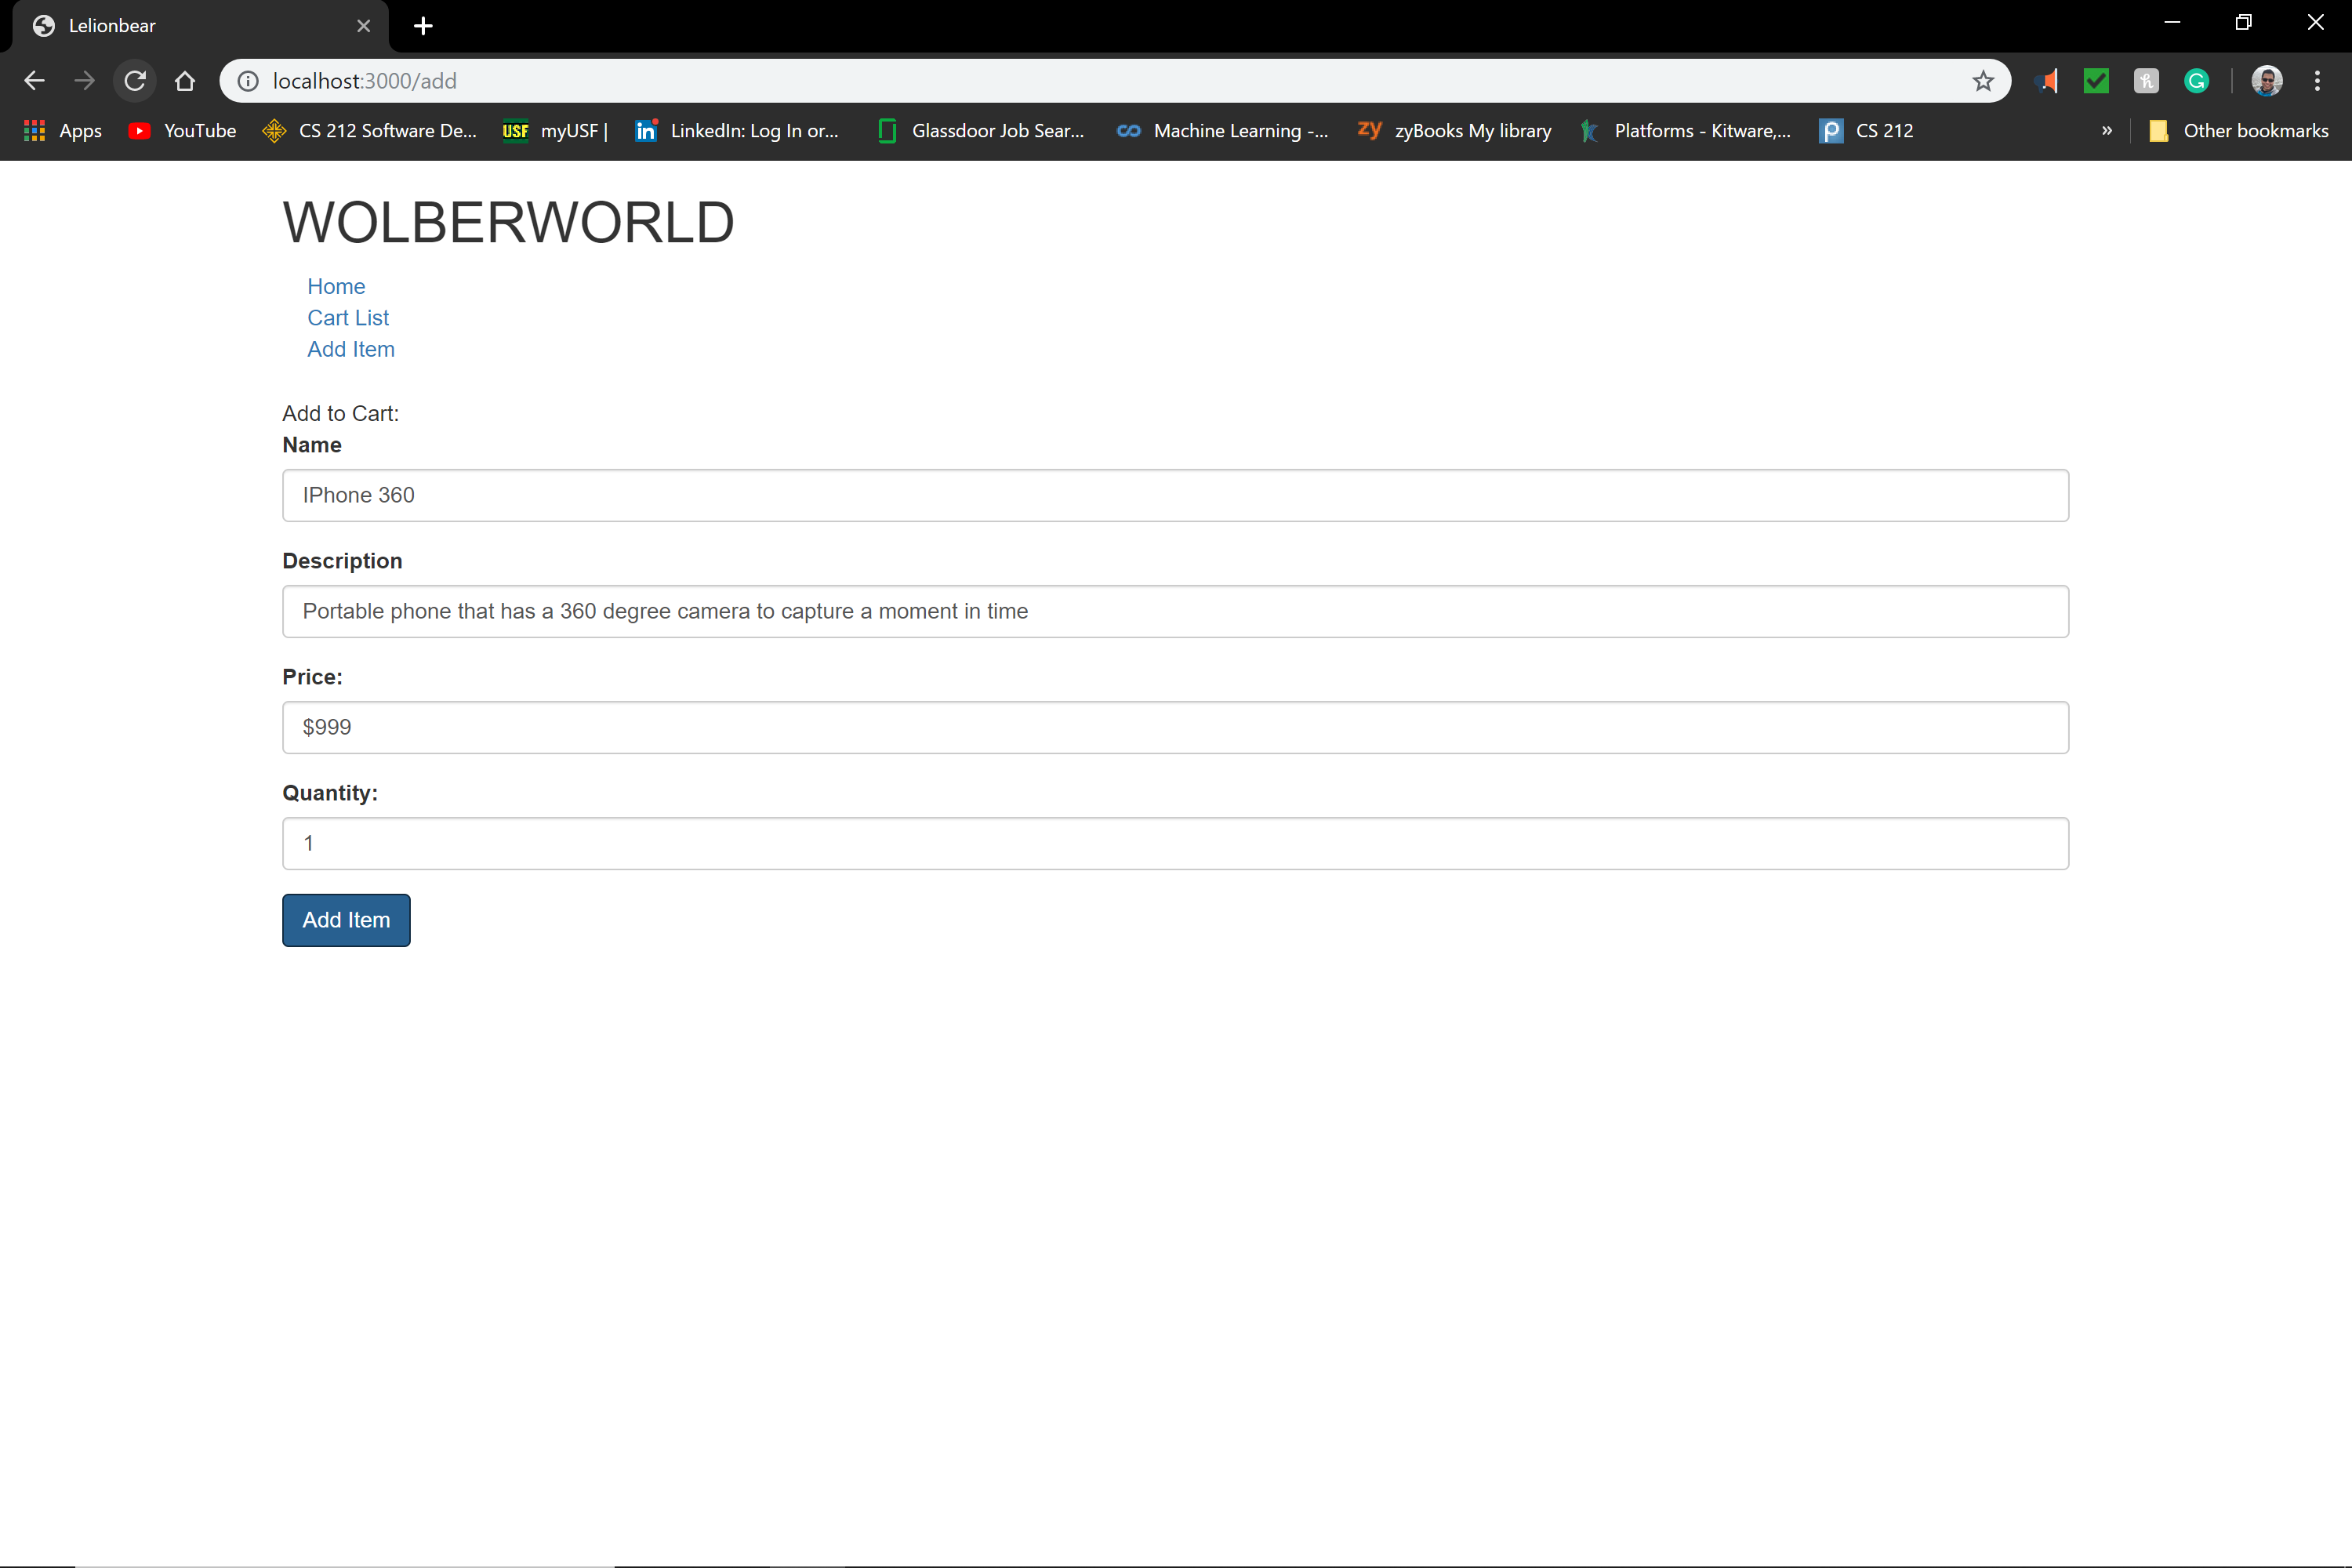 Lelionbear
localhost:3000/add
Apps YouTube CS 212 Software De... USF myUSF | in LinkedIn: Log In or... Glassdoor Job Sear... Machine Learning -... zy zyBooks My library Platforms - Kitware,... p CS 212 » Other bookmarks
WOLBERWORLD
Home
Cart List
Add Item
Add to Cart:
Name
IPhone 360
Description
Portable phone that has a 360 degree camera to capture a moment in time
Price:
$999
Quantity:
1
Add Item